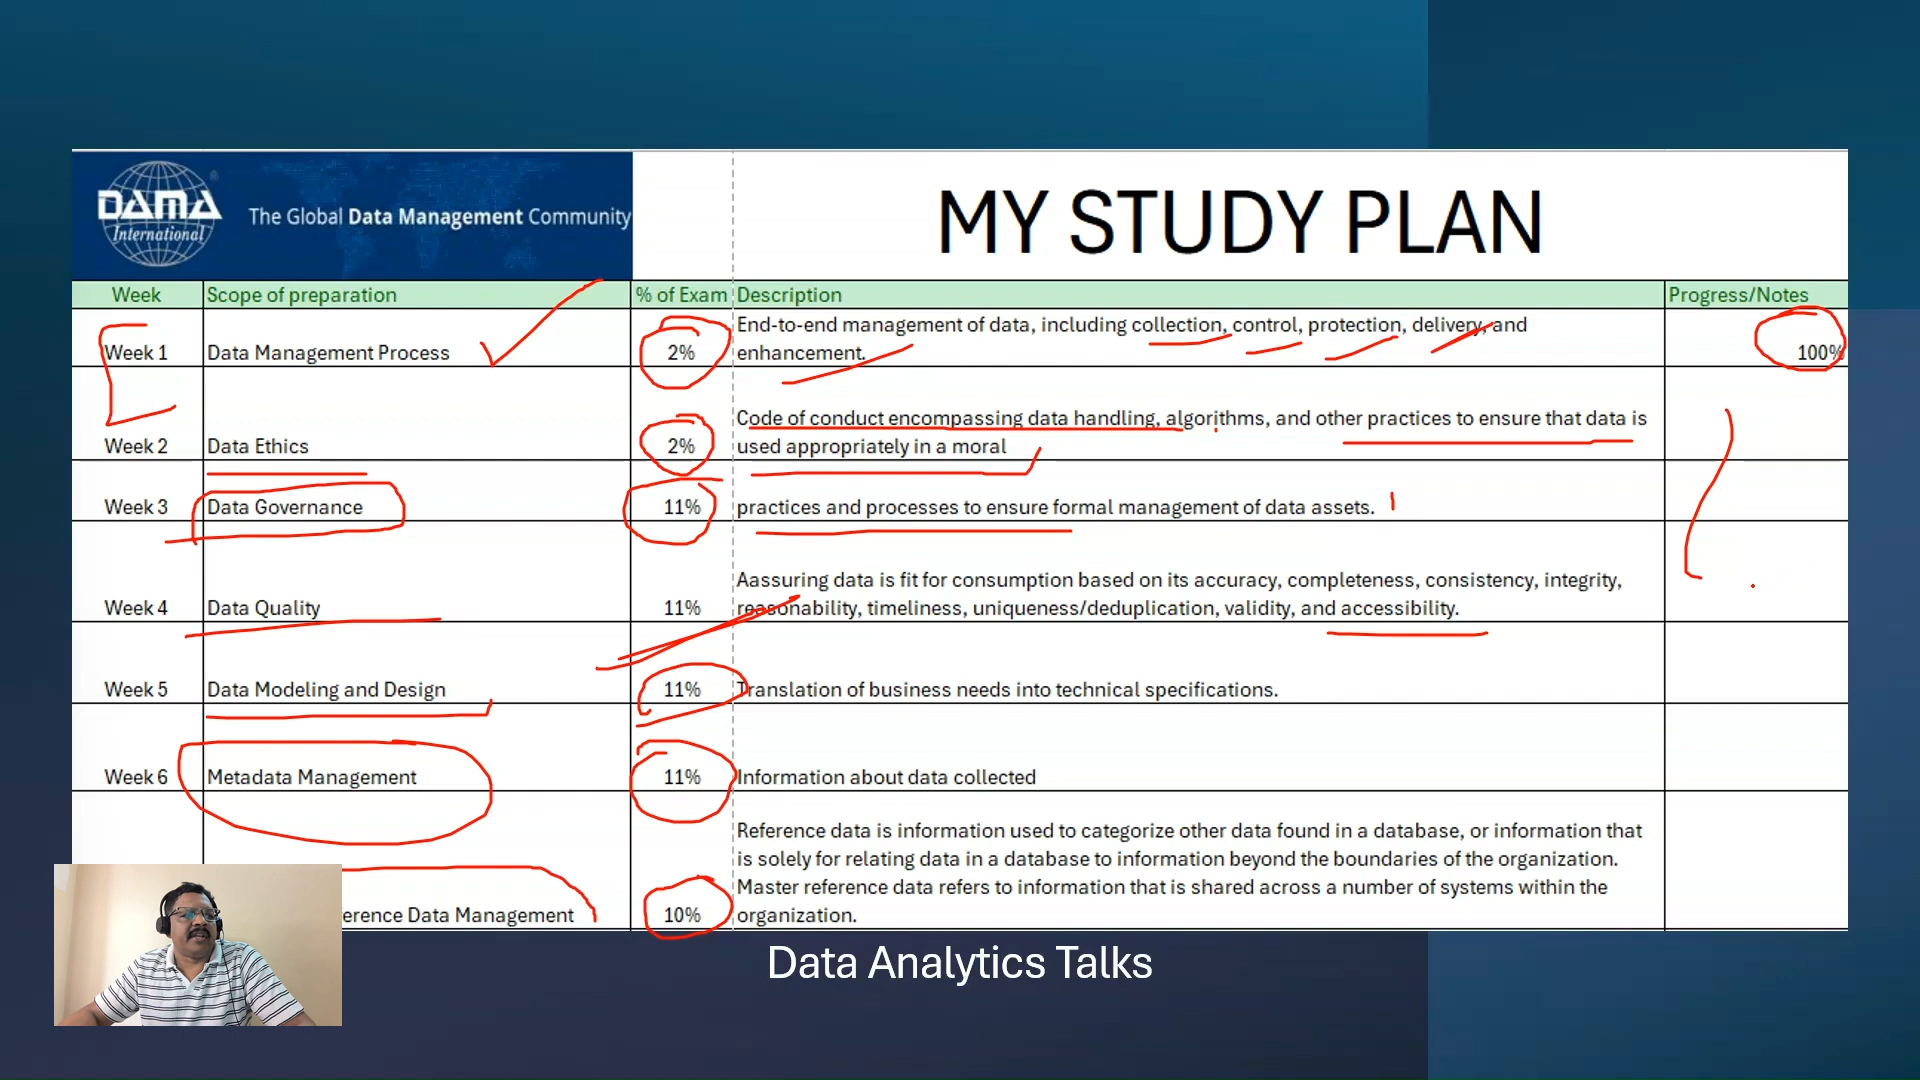 DAMA
International
The Global Data Management Community
MY STUDY PLAN
Week Scope of preparation % of Exam Description Progress/Notes
Week 1 Data Management Process 2% End-to-end management of data, including collection, control, protection, delivery, and
enhancement. 100%
Week 2 Data Ethics 2% Code of conduct encompassing data handling, algorithms, and other practices to ensure that data is
used appropriately in a moral
Week 3 Data Governance 11% practices and processes to ensure formal management of data assets.
Week 4 Data Quality 11% Aassuring data is fit for consumption based on its accuracy, completeness, consistency, integrity,
reasonability, timeliness, uniqueness/deduplication, validity, and accessibility.
Week 5 Data Modeling and Design 11% Translation of business needs into technical specifications.
Week 6 Metadata Management 11% Information about data collected
Reference data is information used to categorize other data found in a database, or information that
is solely for relating data in a database to information beyond the boundaries of the organization.
Master reference data refers to information that is shared across a number of systems within the
erence Data Management 10% organization.
Data Analytics Talks